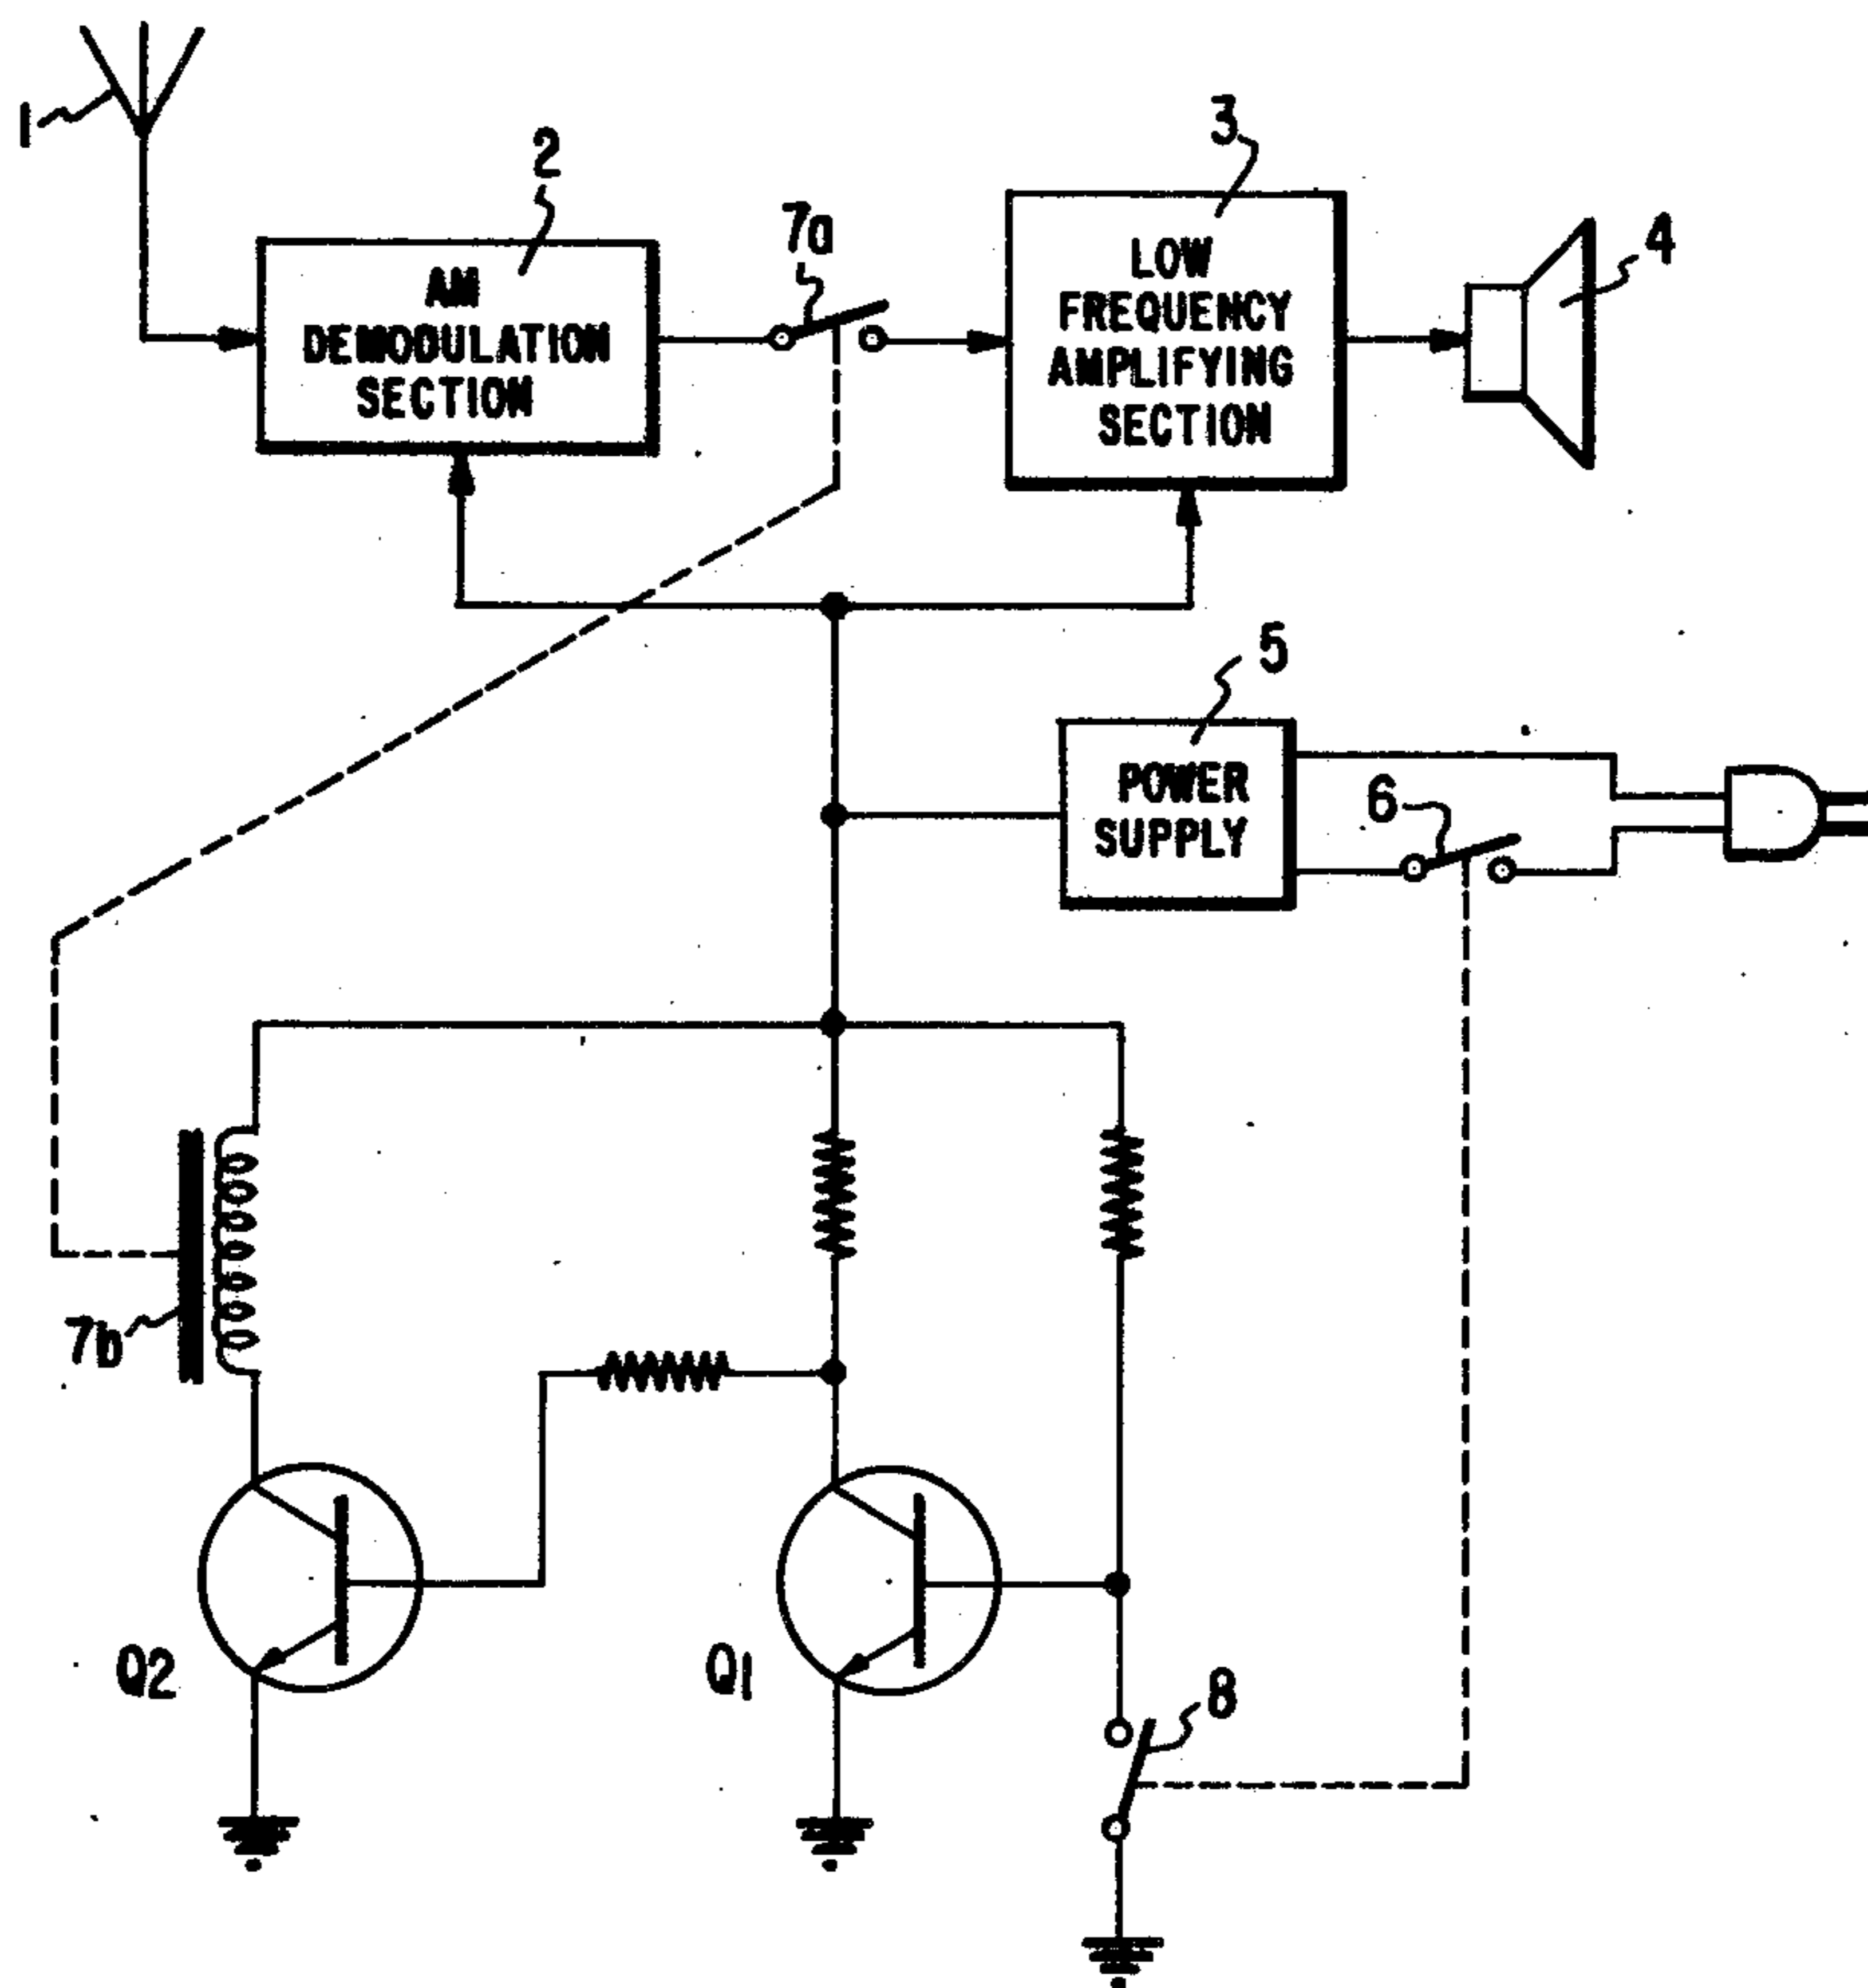 1
2
3
4
7a
AM
DEMODULATION
SECTION
LOW
FREQUENCY
AMPLIFYING
SECTION
5
POWER
SUPPLY
6
7b
Q2
Q1
8